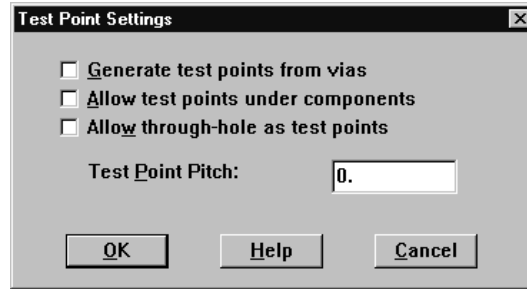 Test Point Settings
Generate test points from vias
Allow test points under components
Allow through-hole as test points
Test Point Pitch: 0.
OK Help Cancel